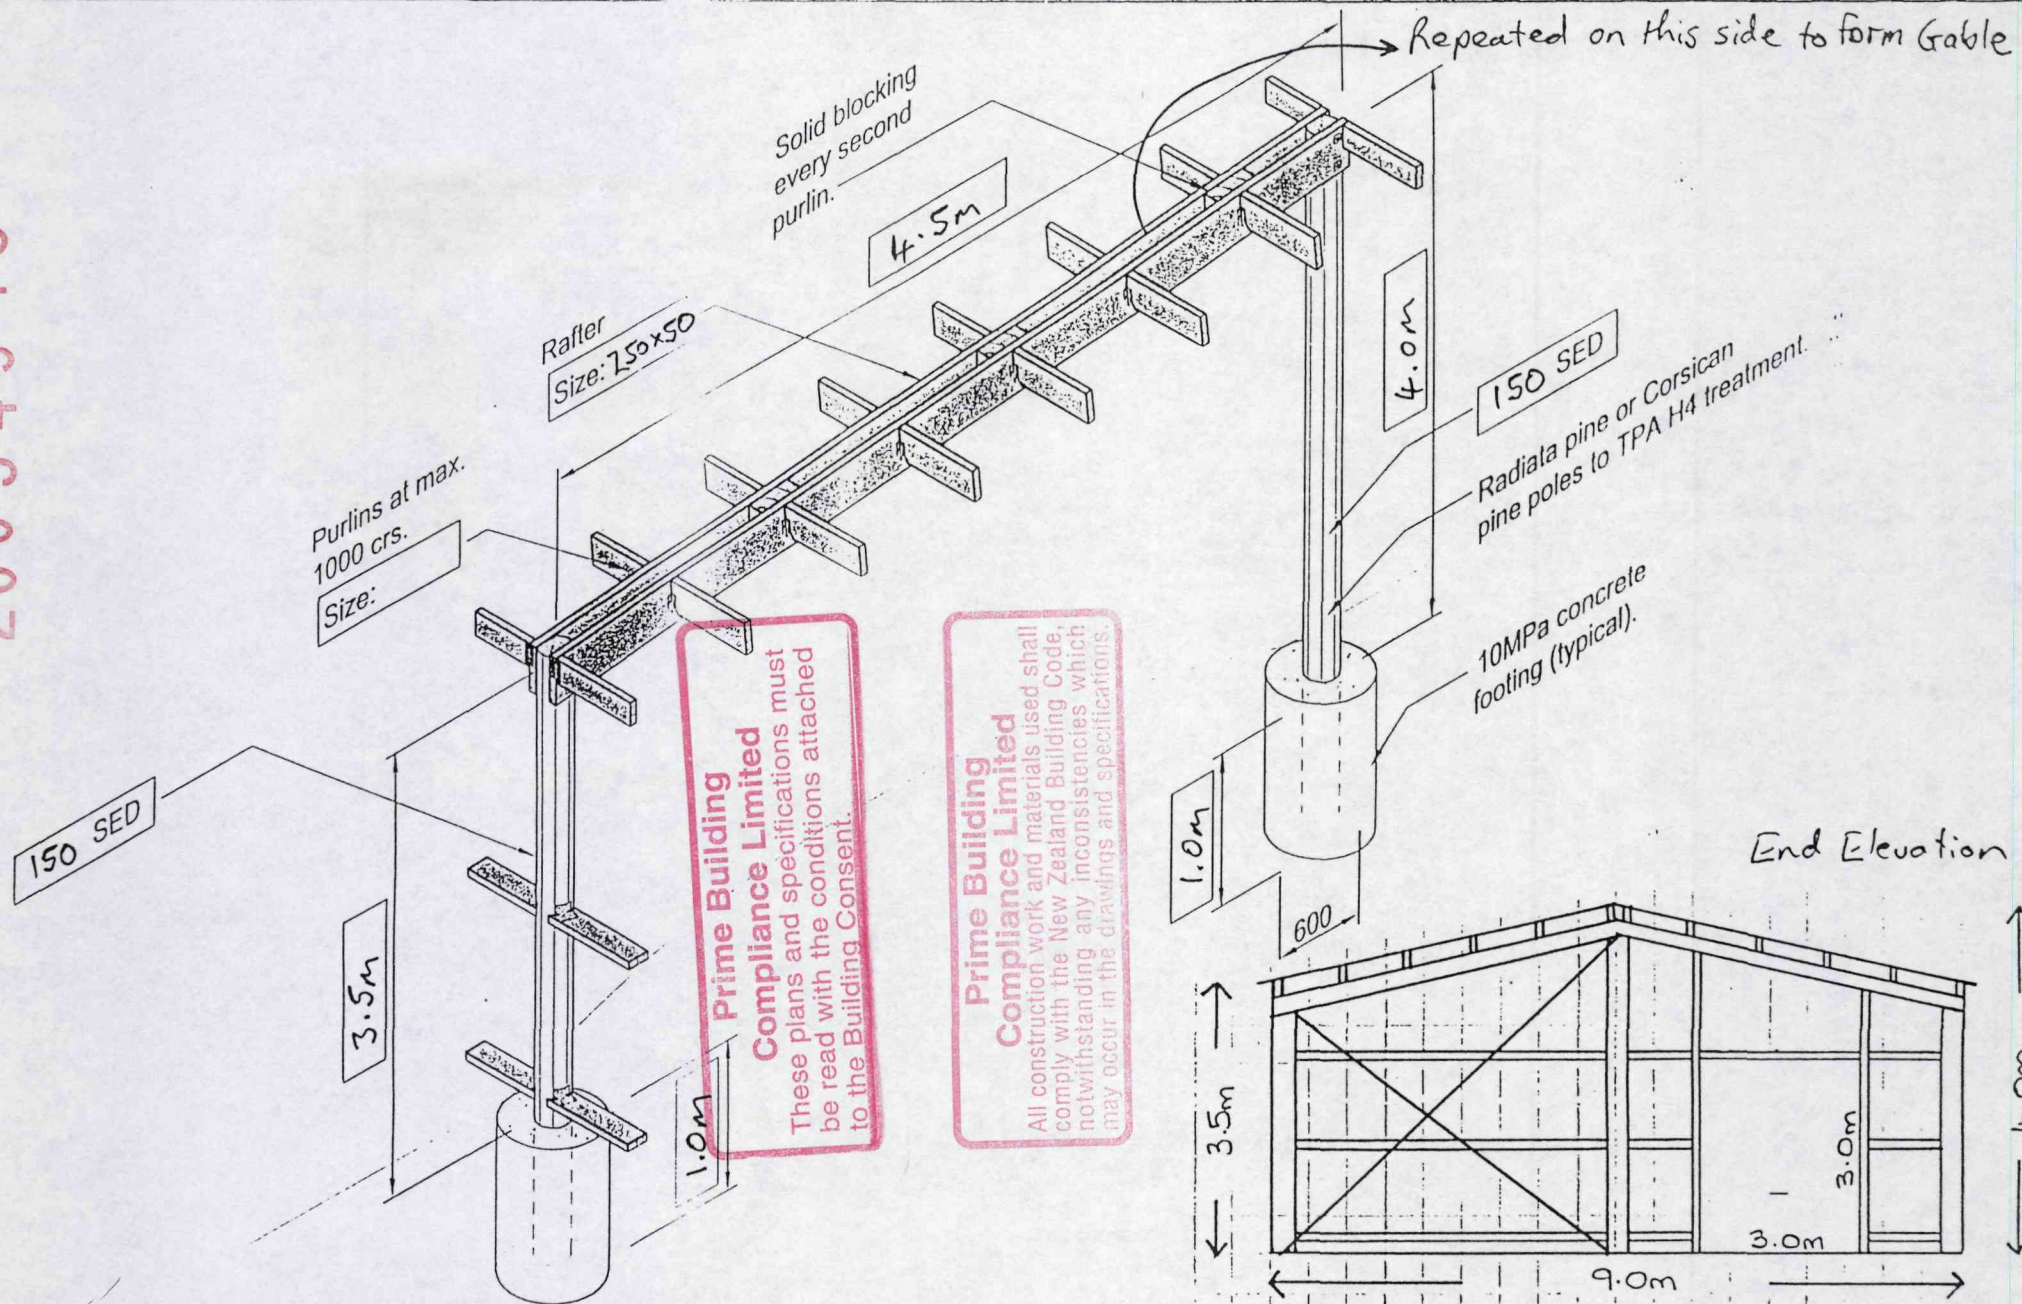 Repeated on this side to form Gable
Solid blocking
every second
purlin.
4.5m
Rafter
Size: 250x50
4.0m
150 SED
Radiata pine or Corsican
pine poles to TPA H4 treatment.
Purlins at max.
1000 crs.
Size:
10MPa concrete
footing (typical).
150 SED
3.5m
1.0m
1.0m
600
Prime Building
Compliance Limited
These plans and specifications must
be read with the conditions attached
to the Building Consent.
Prime Building
Compliance Limited
All construction work and materials used shall
comply with the New Zealand Building Code,
notwithstanding any inconsistencies which
may occur in the drawings and specifications.
End Elevation
3.5m
3.0m
3.0m
9.0m